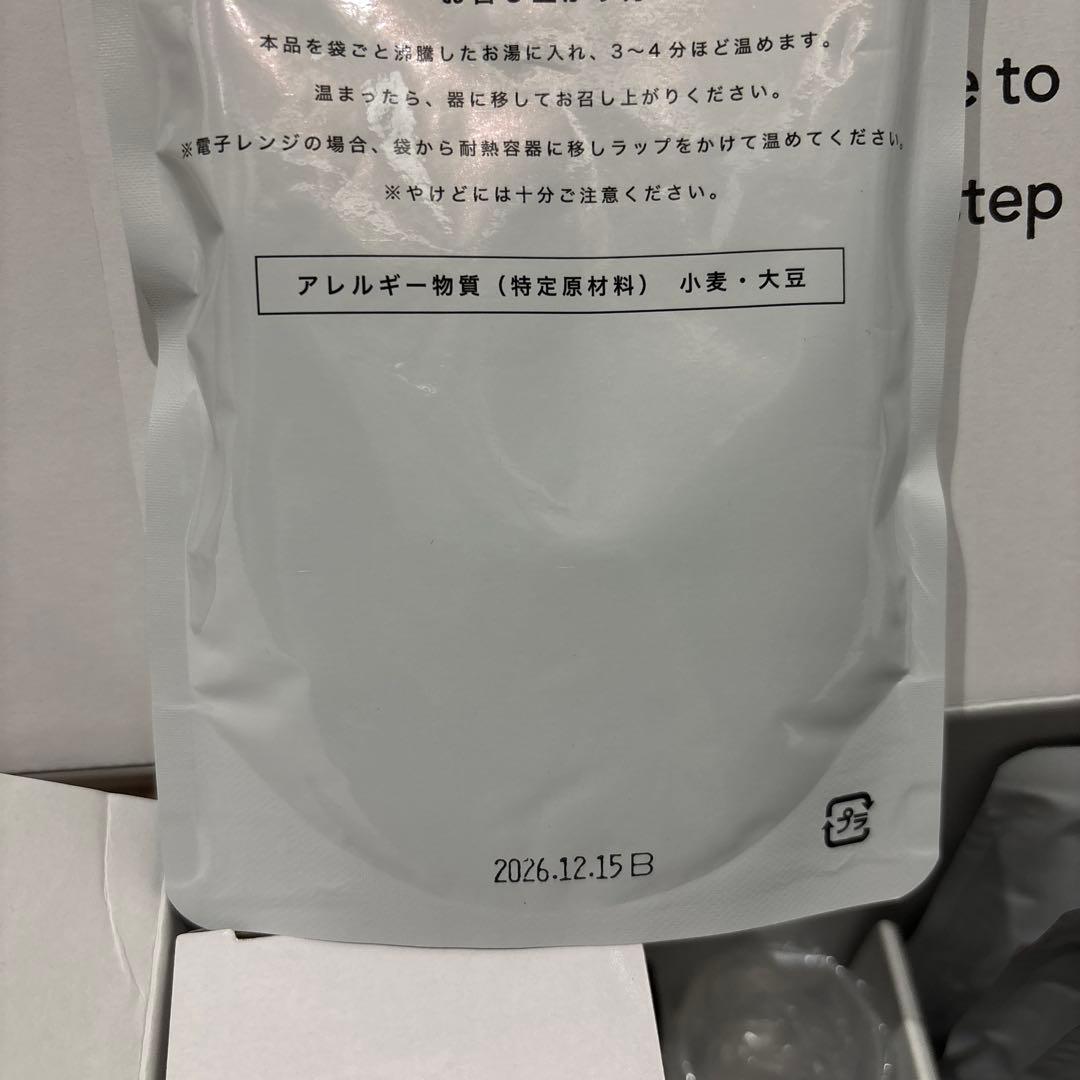 本品を袋ごと沸騰したお湯に入れ、3〜4分ほど温めます。
温まったら、器に移してお召し上がりください。
※電子レンジの場合、袋から耐熱容器に移しラップをかけて温めてください。
※やけどには十分ご注意ください。
アレルギー物質（特定原材料） 小麦・大豆
プラ
2026.12.15 B
to
step